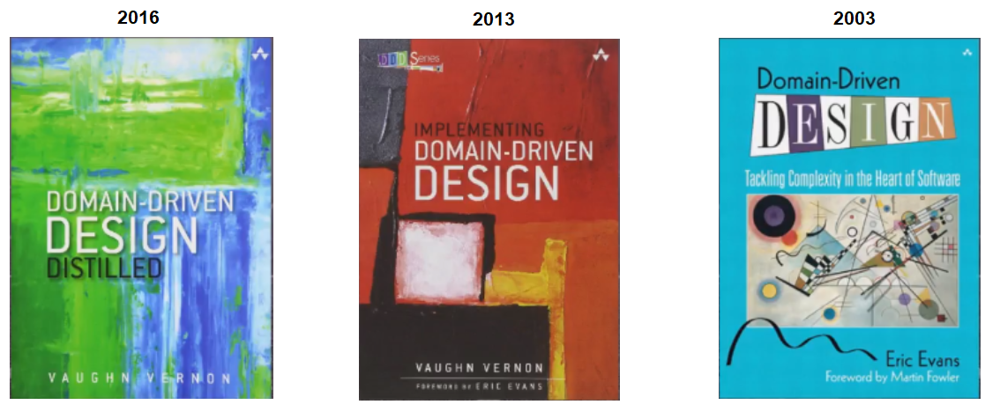 2016
2013
2003
DOMAIN-DRIVEN
DESIGN
DISTILLED
VAUGHN VERNON
DDD Series
IMPLEMENTING
DOMAIN-DRIVEN
DESIGN
VAUGHN VERNON
FOREWORD BY ERIC EVANS
Domain-Driven
DESIGN
Tackling Complexity in the Heart of Software
Eric Evans
Foreword by Martin Fowler